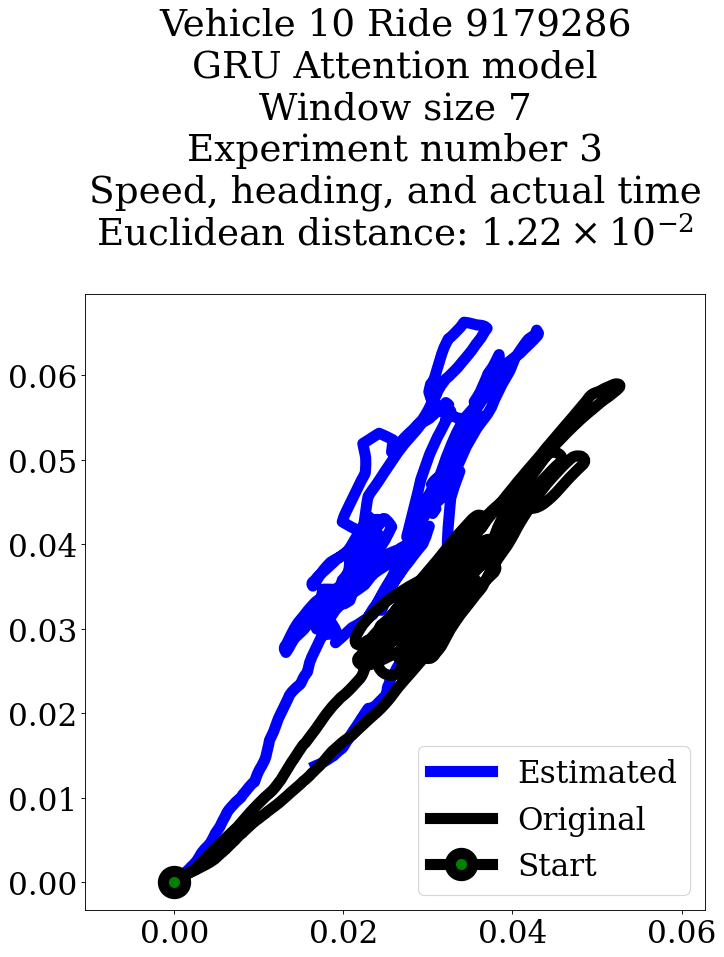 Vehicle 10 Ride 9179286
GRU Attention model
Window size 7
Experiment number 3
Speed, heading, and actual time
Euclidean distance: 1.22 × 10⁻²
0.06
0.05
0.04
0.03
0.02
0.01
0.00
Estimated
Original
Start
0.00 0.02 0.04 0.06